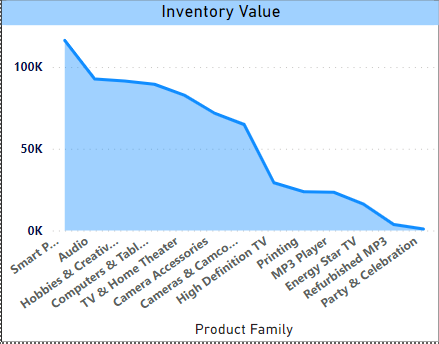 Inventory Value
100K
50K
0K
Smart P...
Audio
Hobbies & Creativ...
Computers & Tabl...
TV & Home Theater
Camera Accessories
Cameras & Camco...
High Definition TV
Printing
MP3 Player
Energy Star TV
Refurbished MP3
Party & Celebration
Product Family